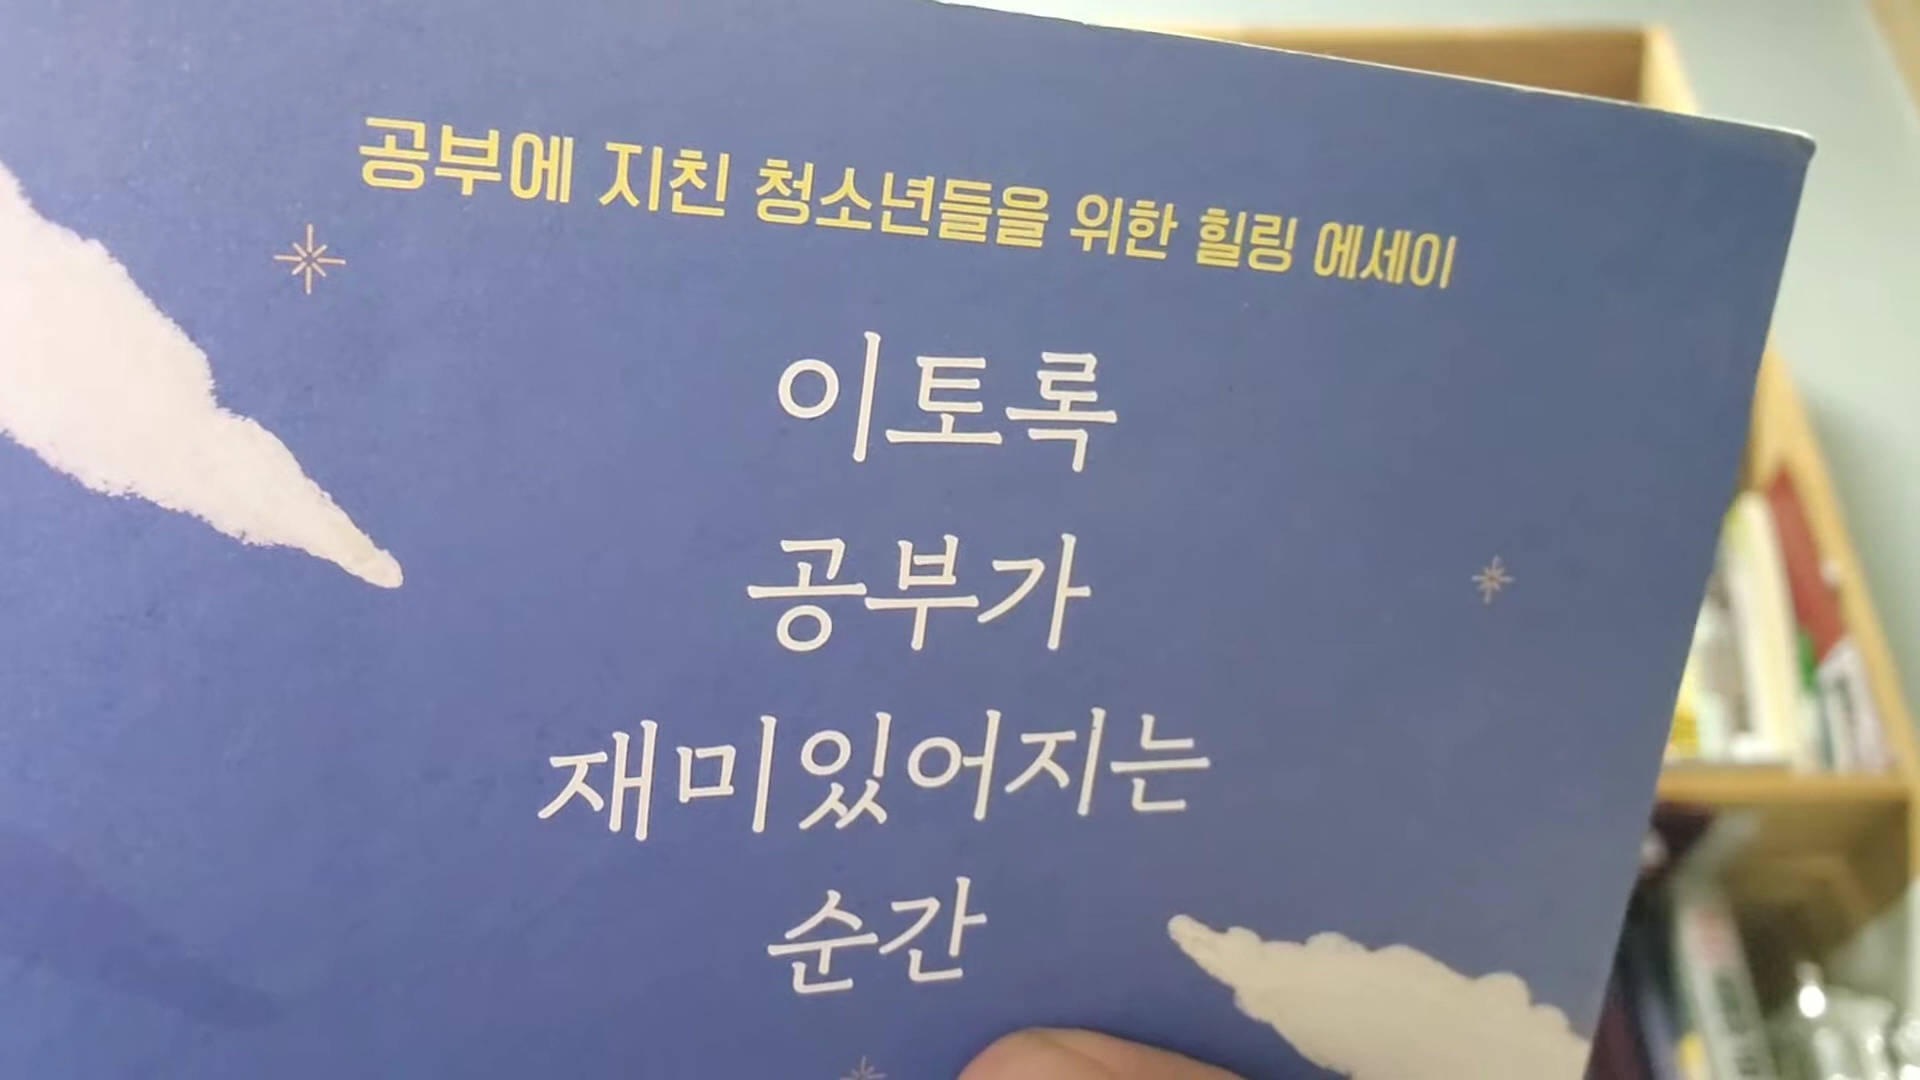 공부에 지친 청소년들을 위한 힐링 에세이
이토록
공부가
재미있어지는
순간